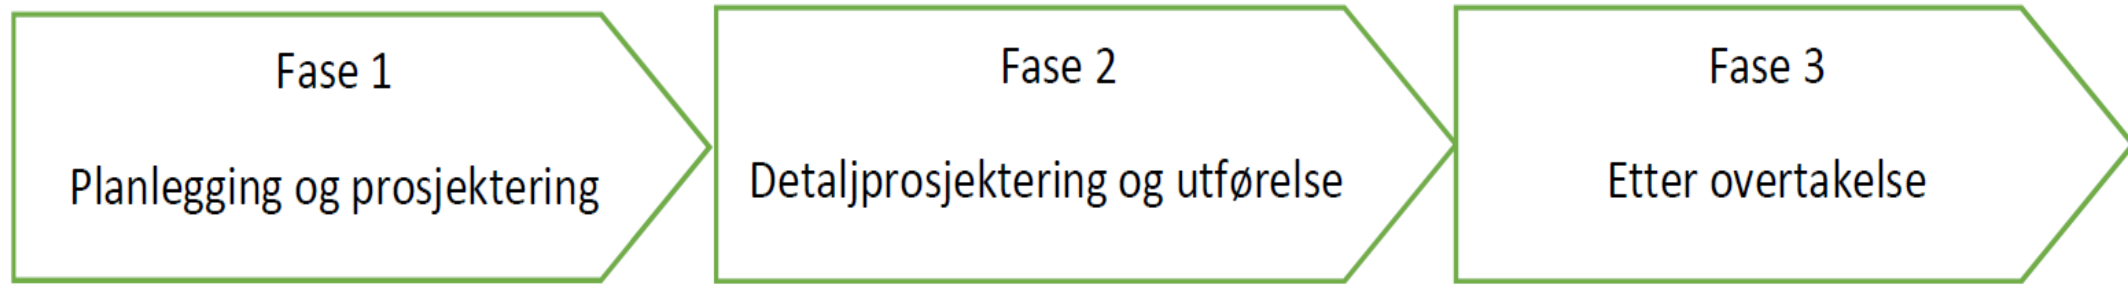 Fase 1
Planlegging og prosjektering
Fase 2
Detaljprosjektering og utførelse
Fase 3
Etter overtakelse